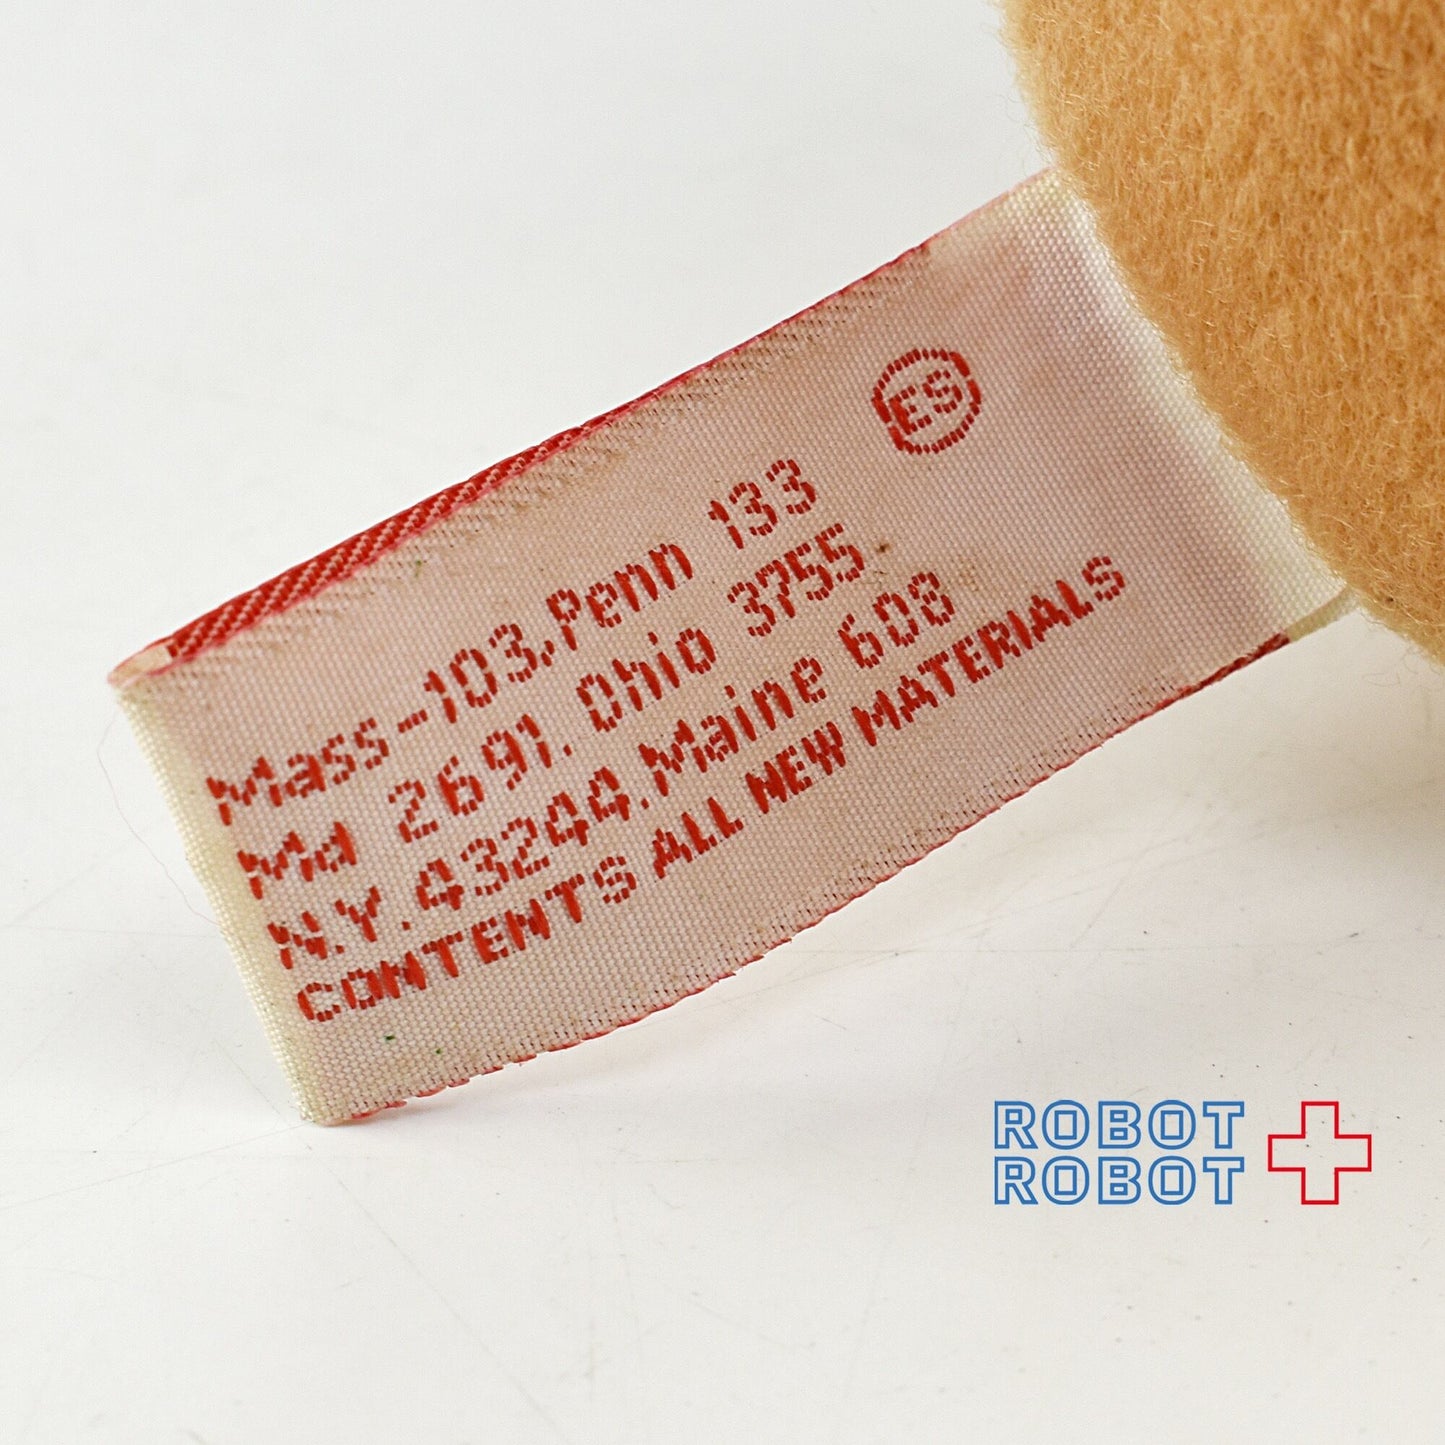 ES
Mass-103,Penn 133
Md 2691. Ohio 3755
N.Y.43244.Maine 608
CONTENTS ALL NEW MATERIALS
ROBOT
ROBOT